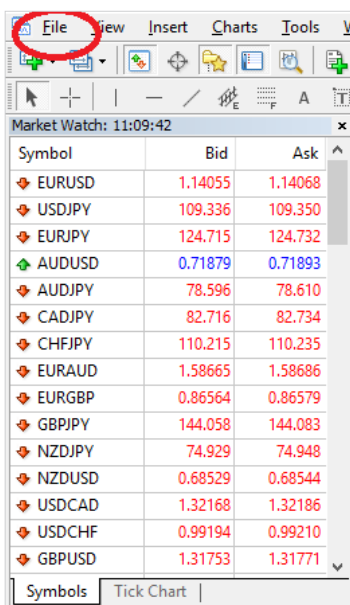 File View Insert Charts Tools
E F A T
Market Watch: 11:09:42 x
Symbol Bid Ask
EURUSD 1.14055 1.14068
USDJPY 109.336 109.350
EURJPY 124.715 124.732
AUDUSD 0.71879 0.71893
AUDJPY 78.596 78.610
CADJPY 82.716 82.734
CHFJPY 110.215 110.235
EURAUD 1.58665 1.58686
EURGBP 0.86564 0.86579
GBPJPY 144.058 144.083
NZDJPY 74.929 74.948
NZDUSD 0.68529 0.68544
USDCAD 1.32168 1.32186
USDCHF 0.99194 0.99210
GBPUSD 1.31753 1.31771
Symbols Tick Chart